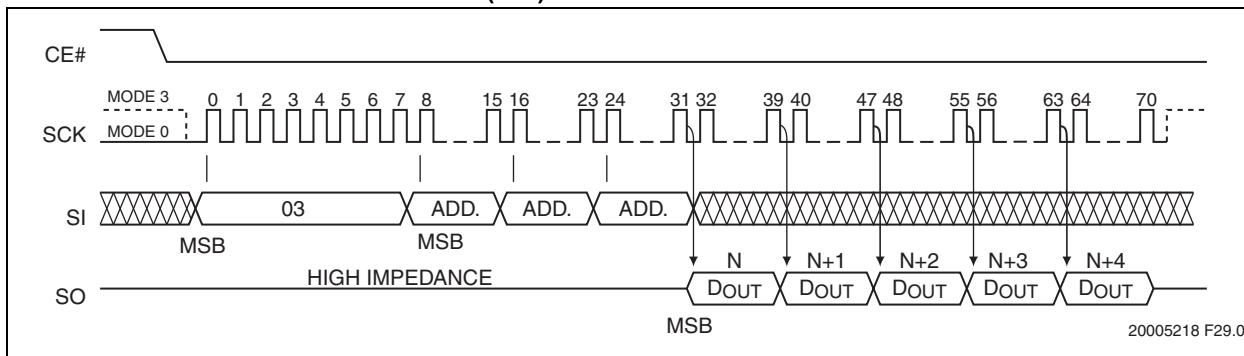 CE#
MODE 3
0 1 2 3 4 5 6 7 8 15 16 23 24 31 32 39 40 47 48 55 56 63 64 70
SCK
MODE 0
SI
03
ADD.
ADD.
ADD.
MSB
MSB
N
N+1
N+2
N+3
N+4
HIGH IMPEDANCE
SO
DOUT
DOUT
DOUT
DOUT
DOUT
MSB
20005218 F29.0